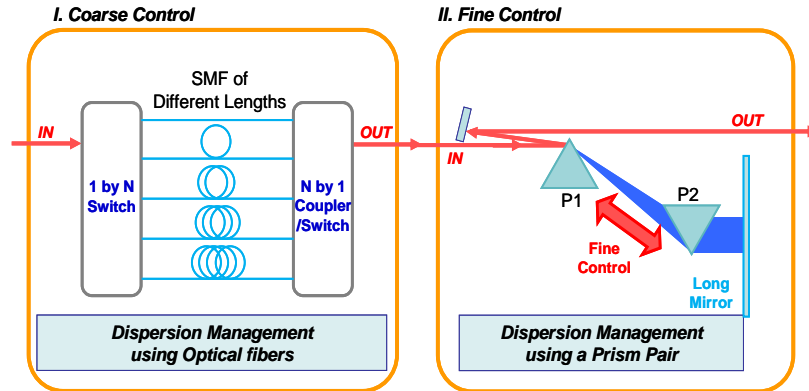 I. Coarse Control
SMF of
Different Lengths
IN
OUT
1 by N
Switch
N by 1
Coupler
/Switch
Dispersion Management
using Optical fibers
II. Fine Control
OUT
IN
P1
P2
Fine
Control
Long
Mirror
Dispersion Management
using a Prism Pair